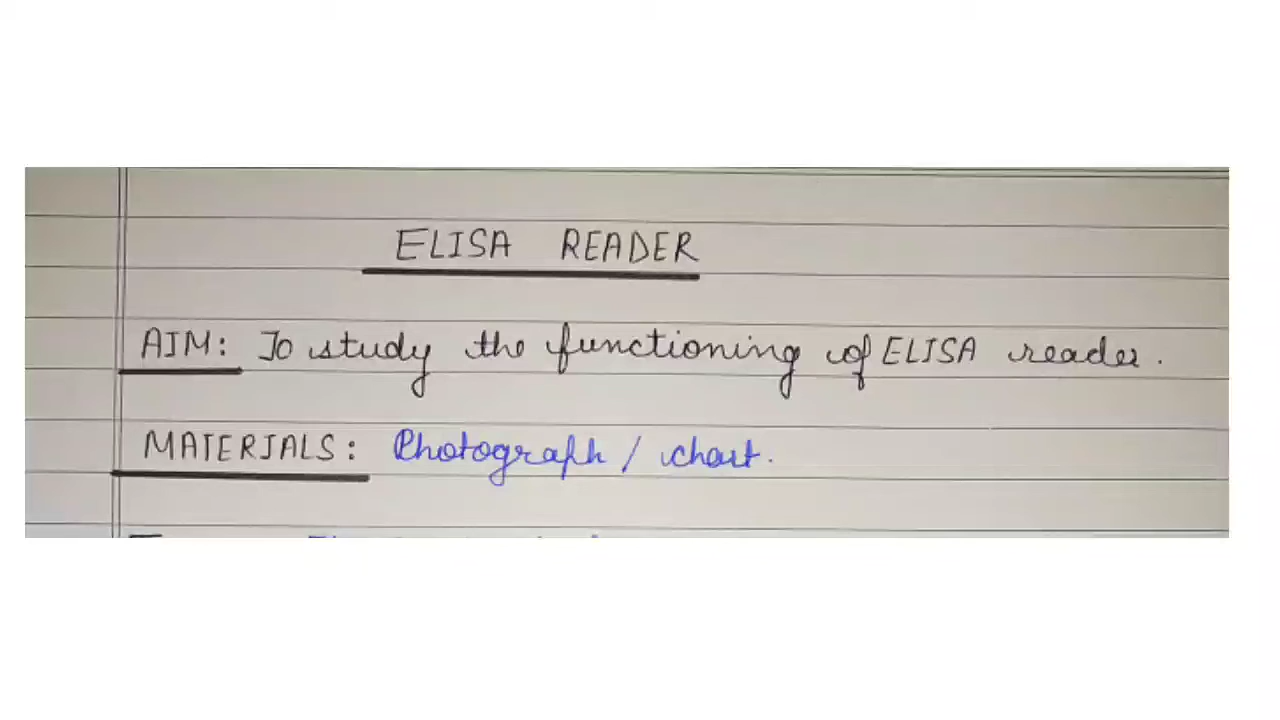 ELISA READER
AIM: To study the functioning of ELISA reader.
MATERIALS: Photograph / chart.